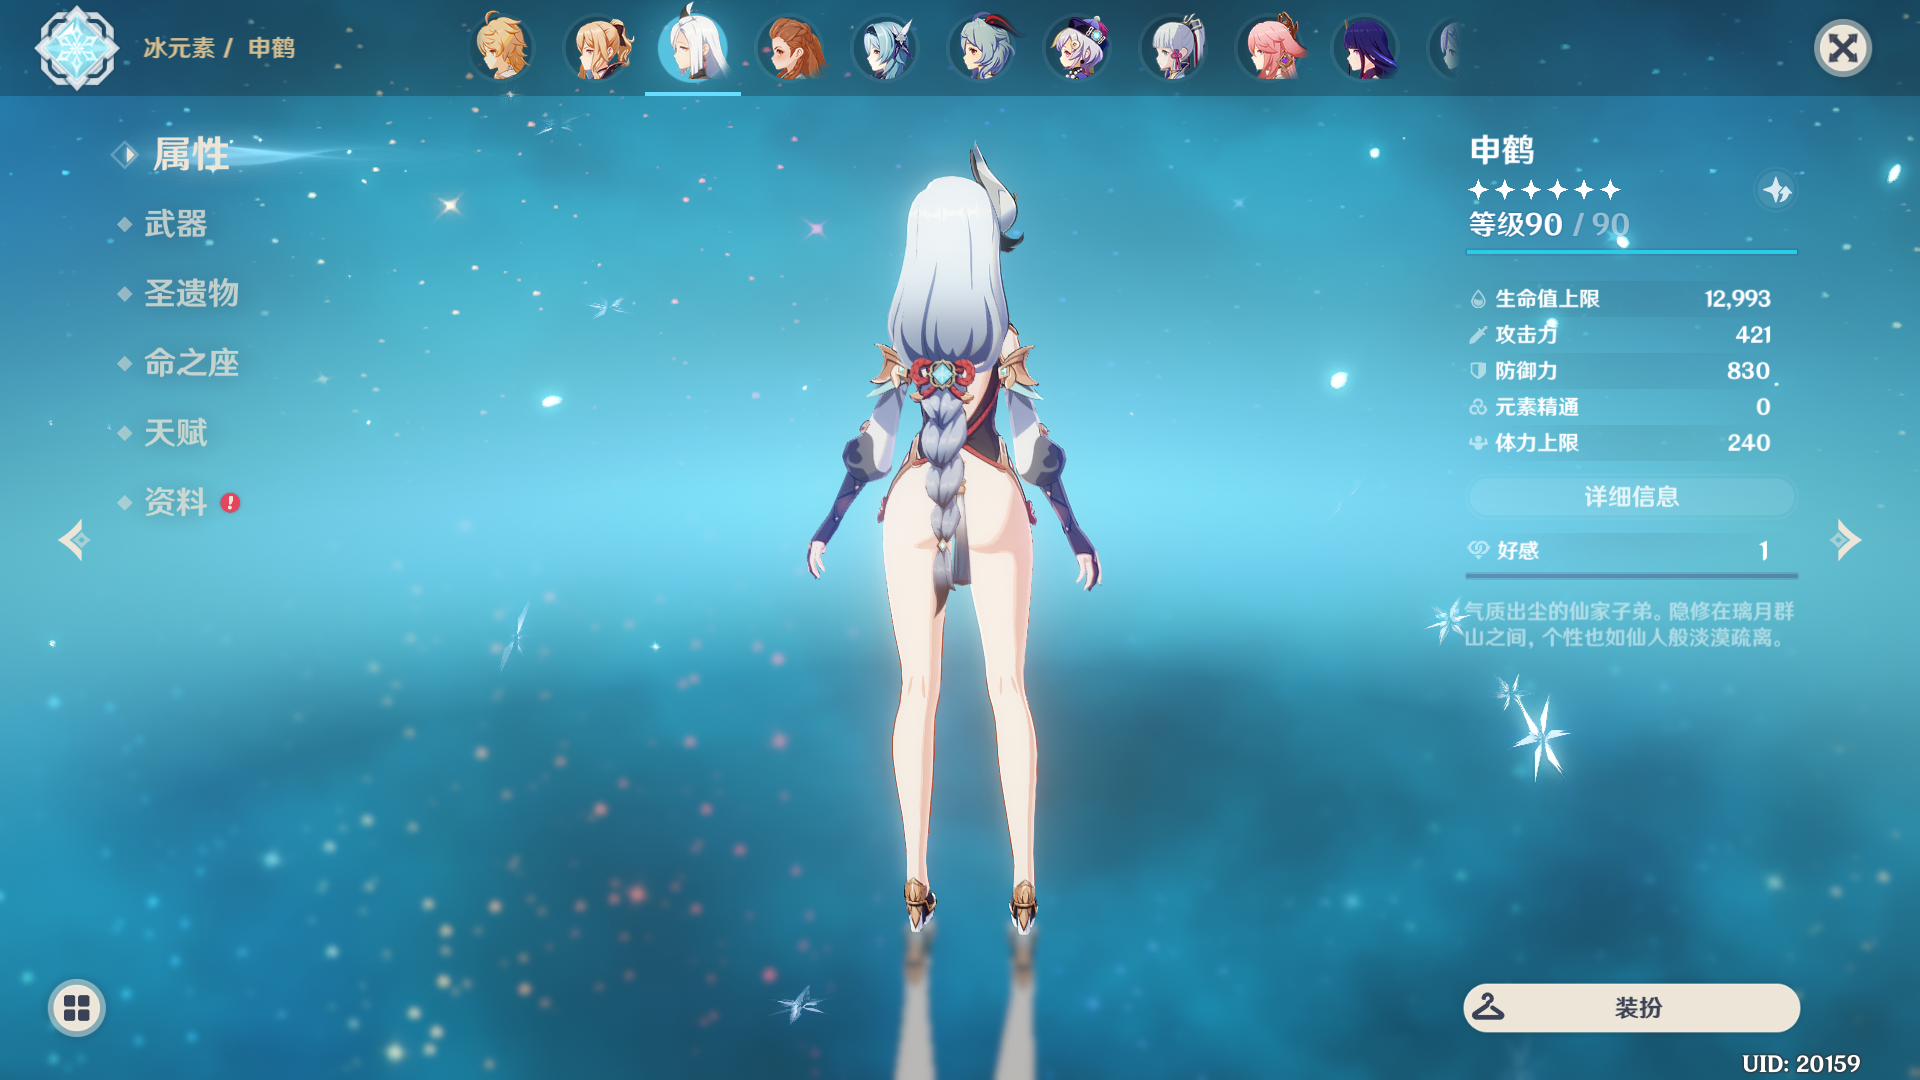 冰元素 / 申鹤
属性
武器
圣遗物
命之座
天赋
资料
申鹤
等级90 / 90
生命值上限 12,993
攻击力 421
防御力 830
元素精通 0
体力上限 240
详细信息
好感 1
气质出尘的仙家子弟。隐修在璃月群
山之间，个性也如仙人般淡漠疏离。
装扮
UID: 20159